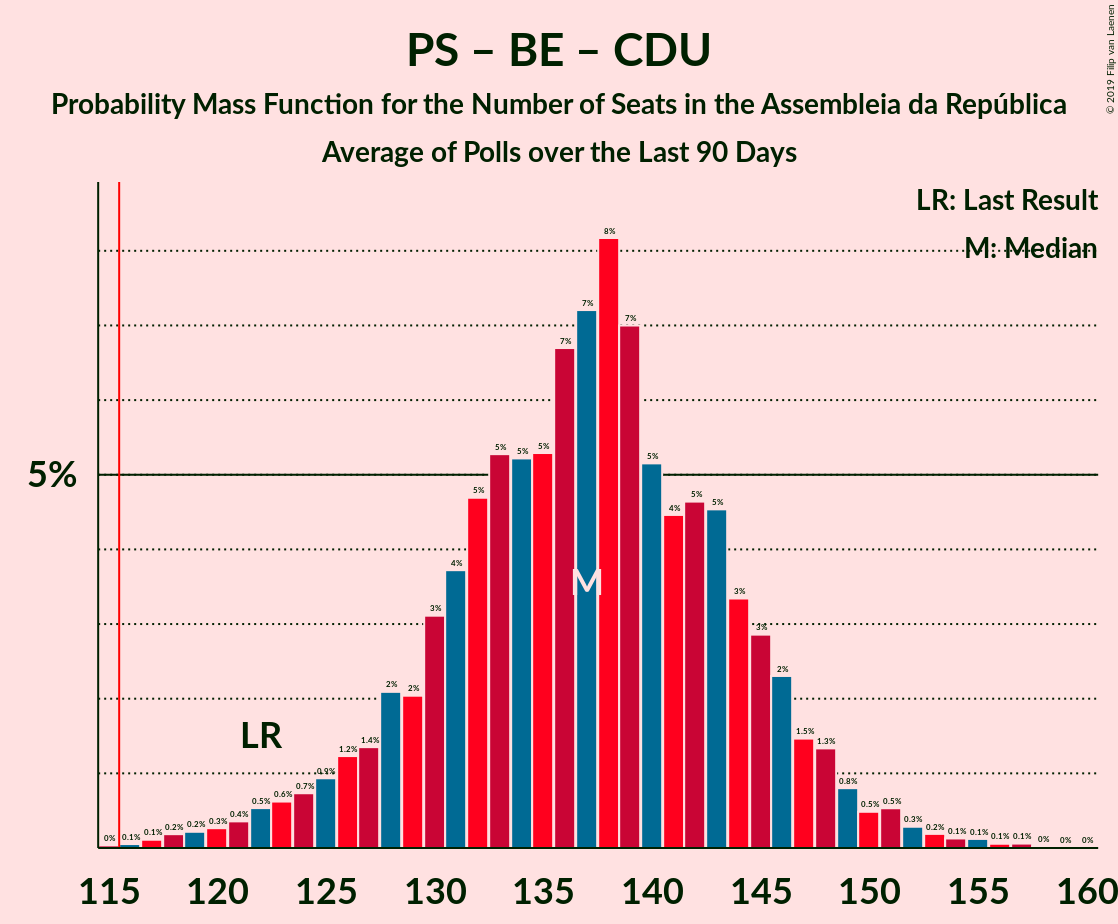 PS – BE – CDU
Probability Mass Function for the Number of Seats in the Assembleia da República
Average of Polls over the Last 90 Days
© 2019 Filip van Laenen
LR: Last Result
M: Median
5%
LR
M
0% 0.1% 0.1% 0.2% 0.2% 0.3% 0.4% 0.5% 0.6% 0.7% 0.9% 1.2% 1.4% 2% 2% 3% 4% 5% 5% 5% 5% 7% 7% 8% 7% 5% 4% 5% 5% 3% 3% 2% 1.5% 1.3% 0.8% 0.5% 0.5% 0.3% 0.2% 0.1% 0.1% 0.1% 0.1% 0% 0% 0%
115 120 125 130 135 140 145 150 155 160